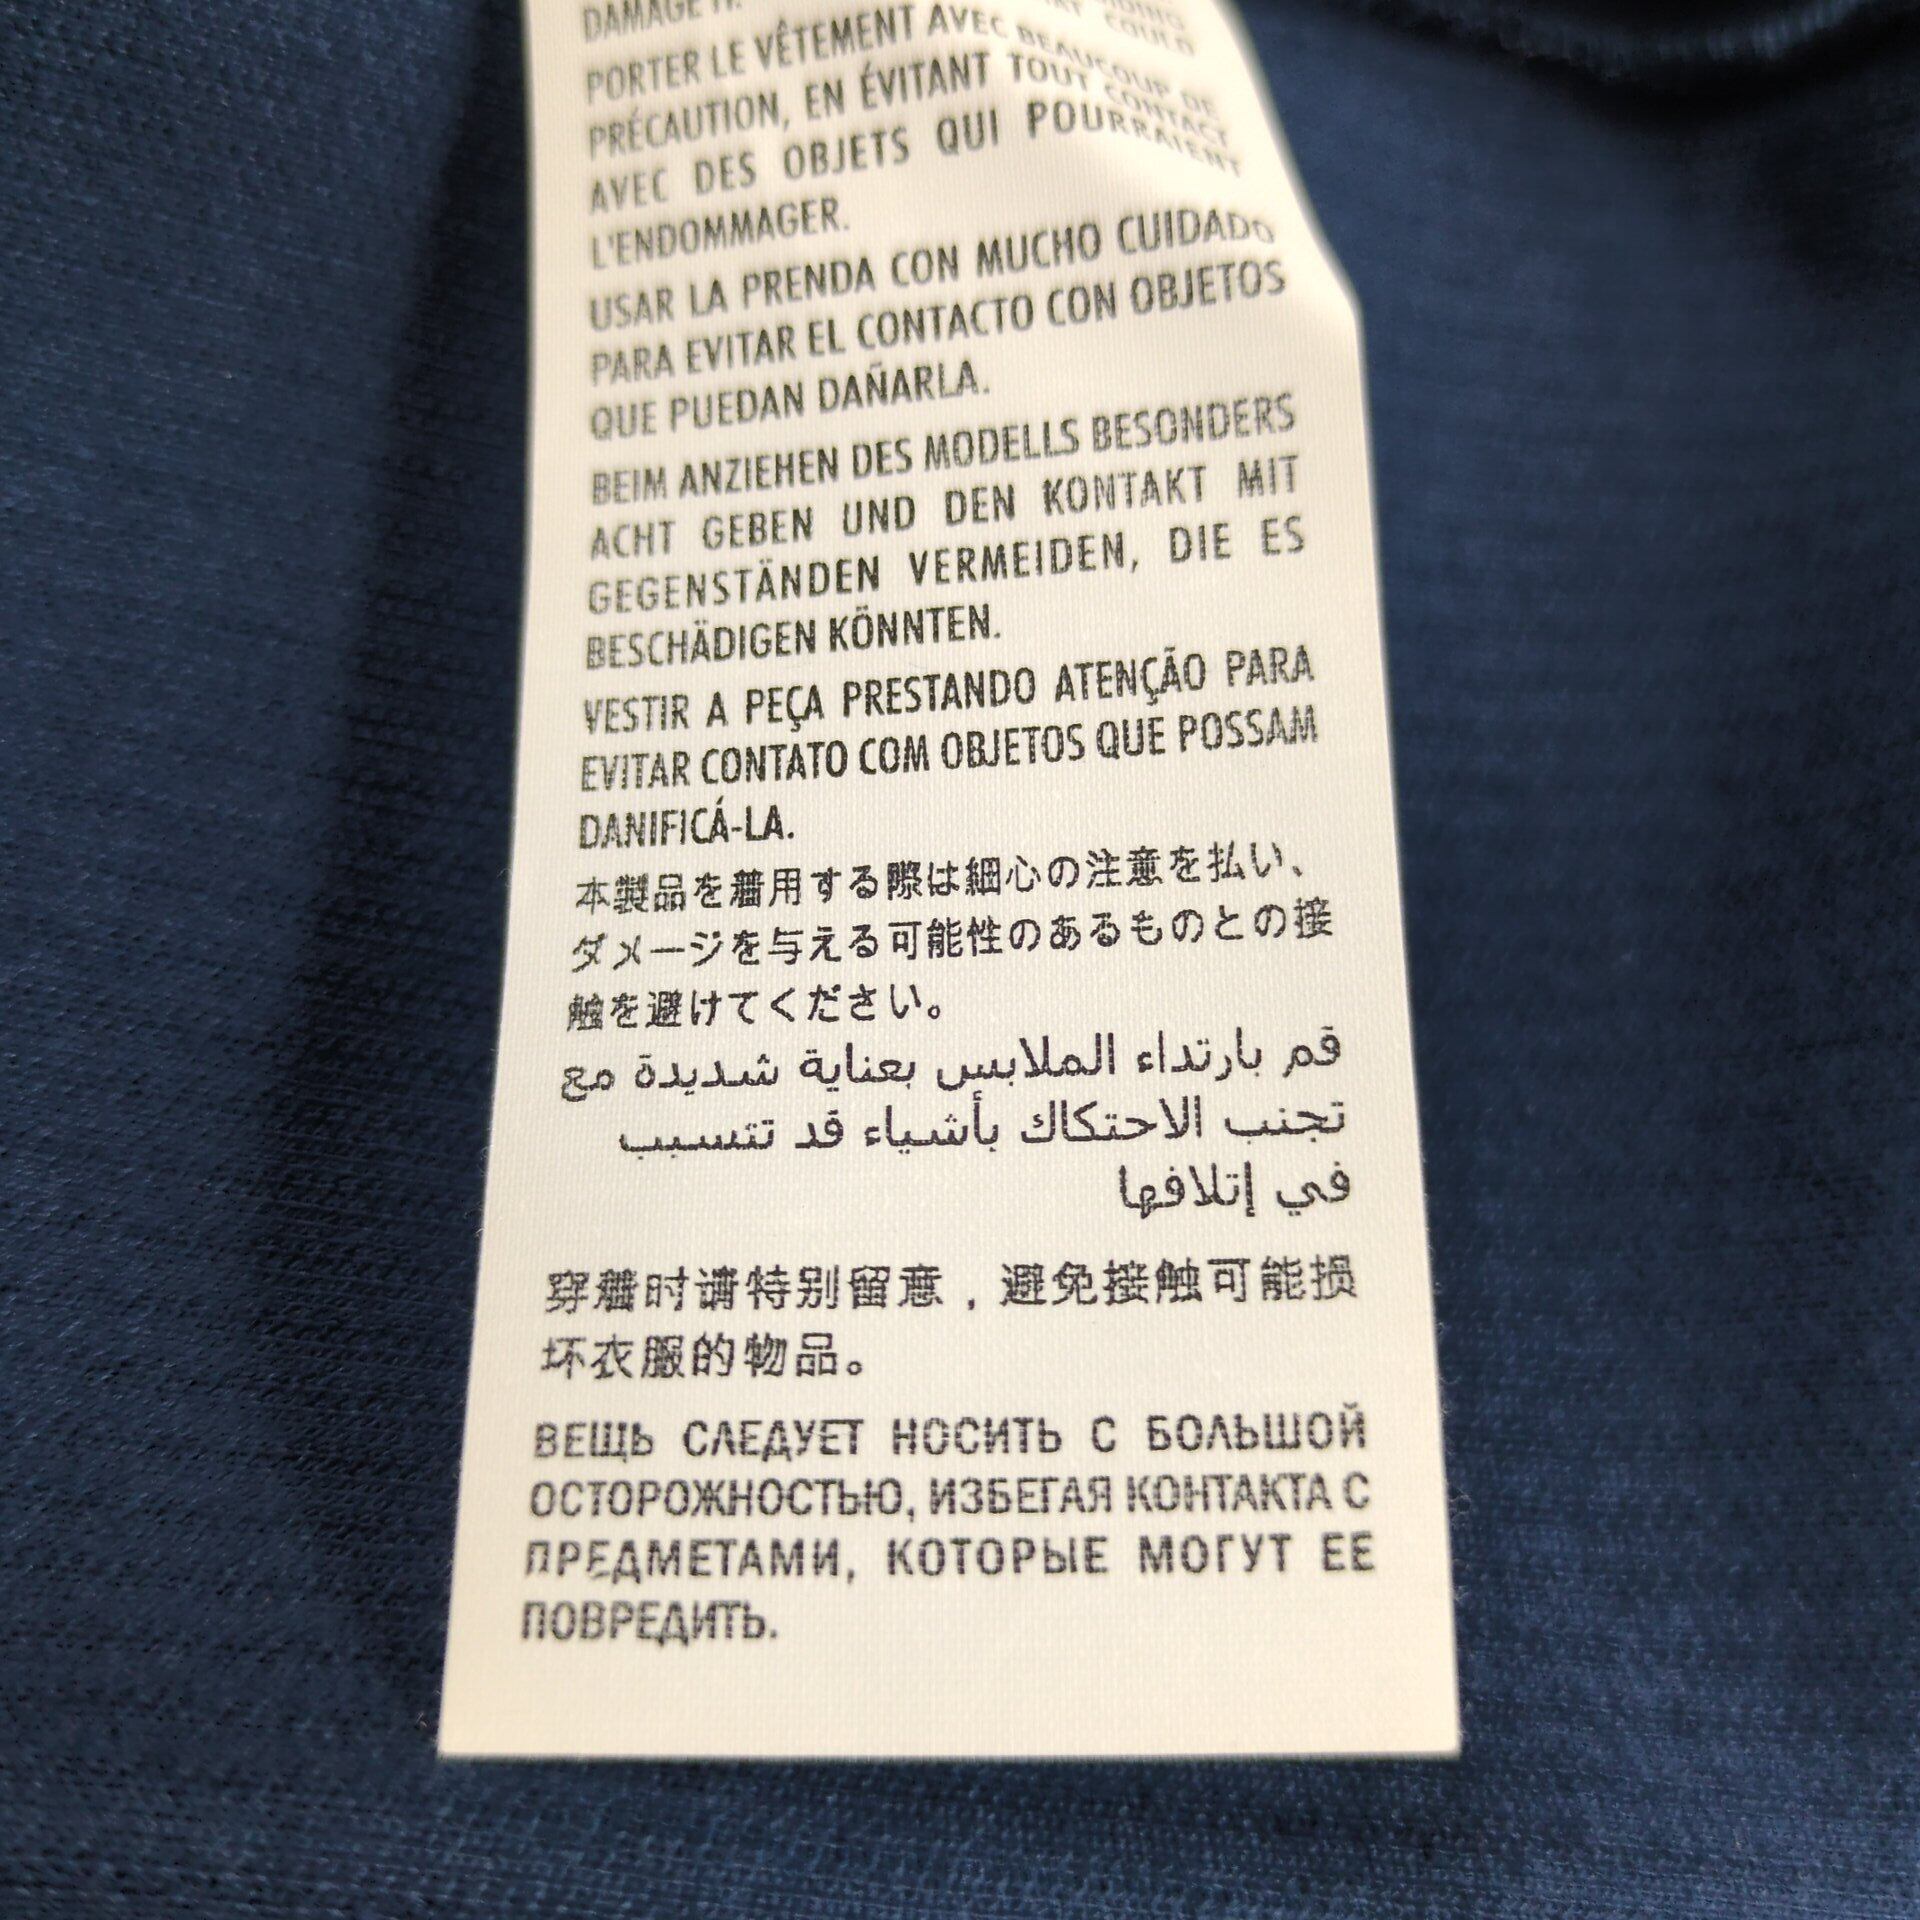 DAMAGE IT.
COULD
PORTER LE VÊTEMENT AVEC BEAUCOUP DE
PRÉCAUTION, EN ÉVITANT TOUT CONTACT
AVEC DES OBJETS QUI POURRAIENT
L'ENDOMMAGER.
USAR LA PRENDA CON MUCHO CUIDADO
PARA EVITAR EL CONTACTO CON OBJETOS
QUE PUEDAN DAÑARLA.
BEIM ANZIEHEN DES MODELLS BESONDERS
ACHT GEBEN UND DEN KONTAKT MIT
GEGENSTÄNDEN VERMEIDEN, DIE ES
BESCHÄDIGEN KÖNNTEN.
VESTIR A PEÇA PRESTANDO ATENÇÃO PARA
EVITAR CONTATO COM OBJETOS QUE POSSAM
DANIFICÁ-LA.
本製品を着用する際は細心の注意を払い、
ダメージを与える可能性のあるものとの接
触を避けてください。
قم بارتداء الملابس بعناية شديدة مع
تجنب الاحتكاك بأشياء قد تتسبب
في إتلافها
穿着时请特别留意，避免接触可能损
坏衣服的物品。
ВЕЩЬ СЛЕДУЕТ НОСИТЬ С БОЛЬШОЙ
ОСТОРОЖНОСТЬЮ, ИЗБЕГАЯ КОНТАКТА С
ПРЕДМЕТАМИ, КОТОРЫЕ МОГУТ ЕЕ
ПОВРЕДИТЬ.